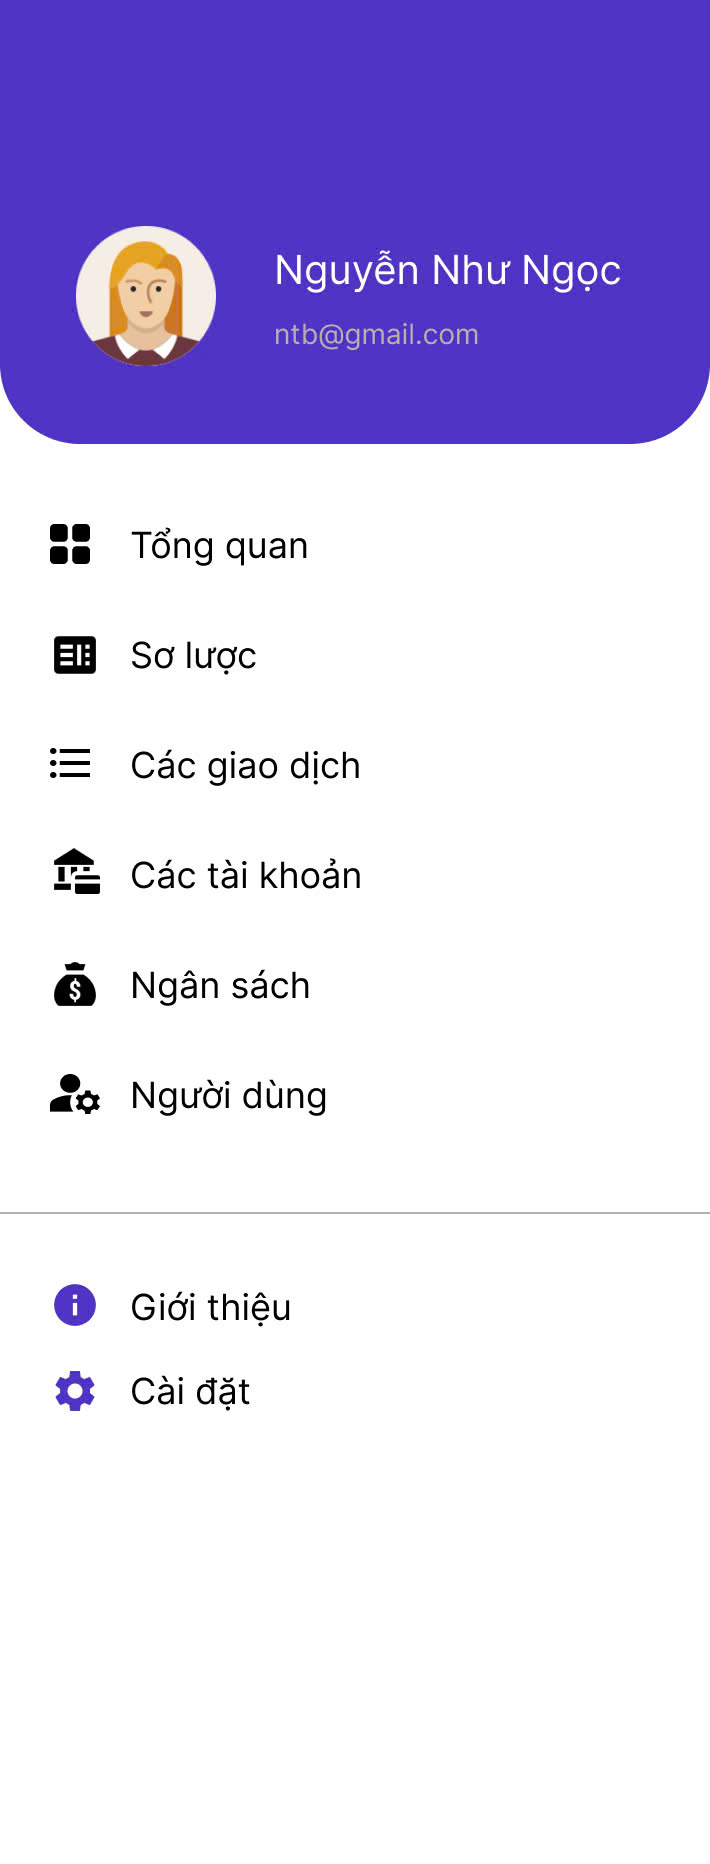 Nguyễn Như Ngọc
ntb@gmail.com
Tổng quan
Sơ lược
Các giao dịch
Các tài khoản
Ngân sách
Người dùng
Giới thiệu
Cài đặt